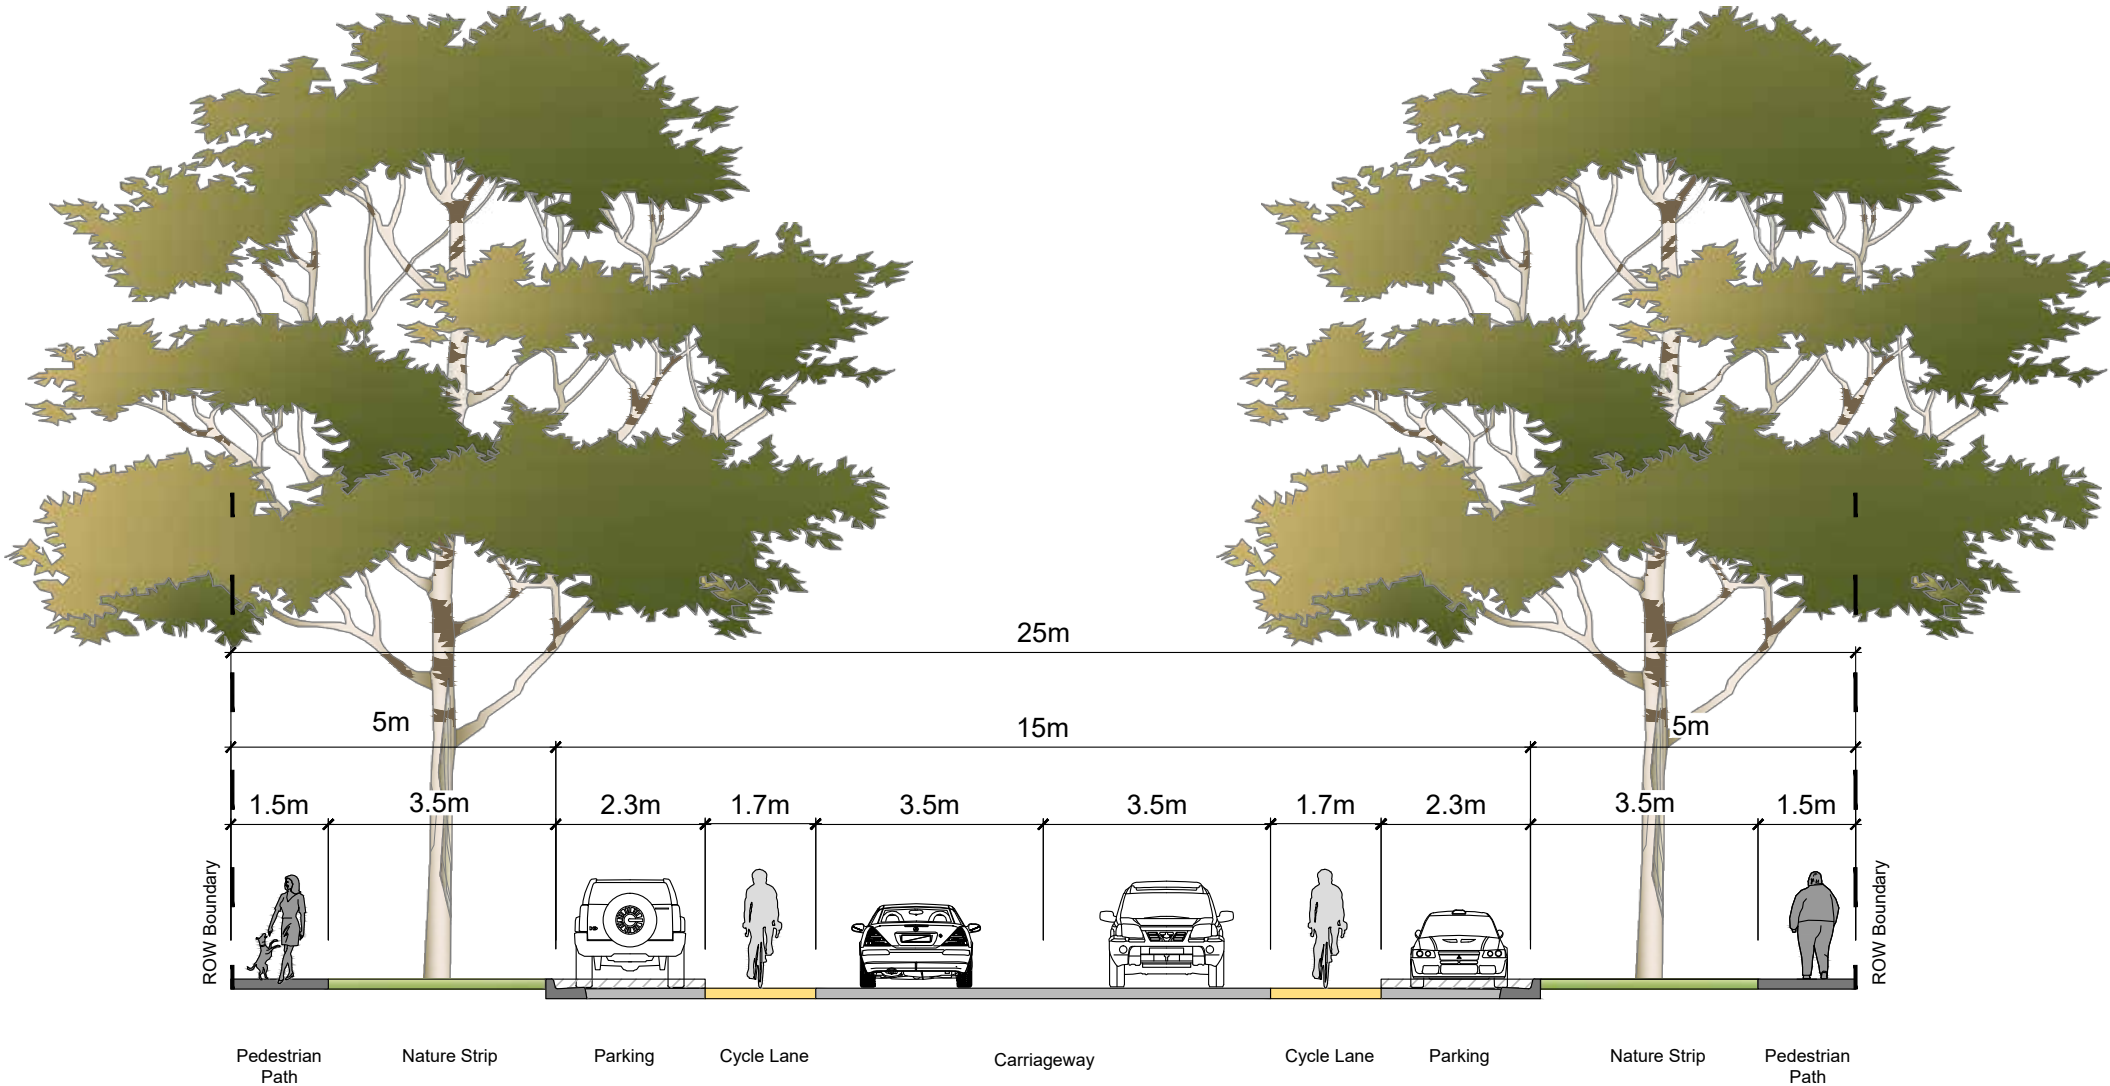 25m
5m
15m
5m
1.5m
3.5m
2.3m
1.7m
3.5m
3.5m
1.7m
2.3m
3.5m
1.5m
ROW Boundary
ROW Boundary
Pedestrian
Path
Nature Strip
Parking
Cycle Lane
Carriageway
Cycle Lane
Parking
Nature Strip
Pedestrian
Path